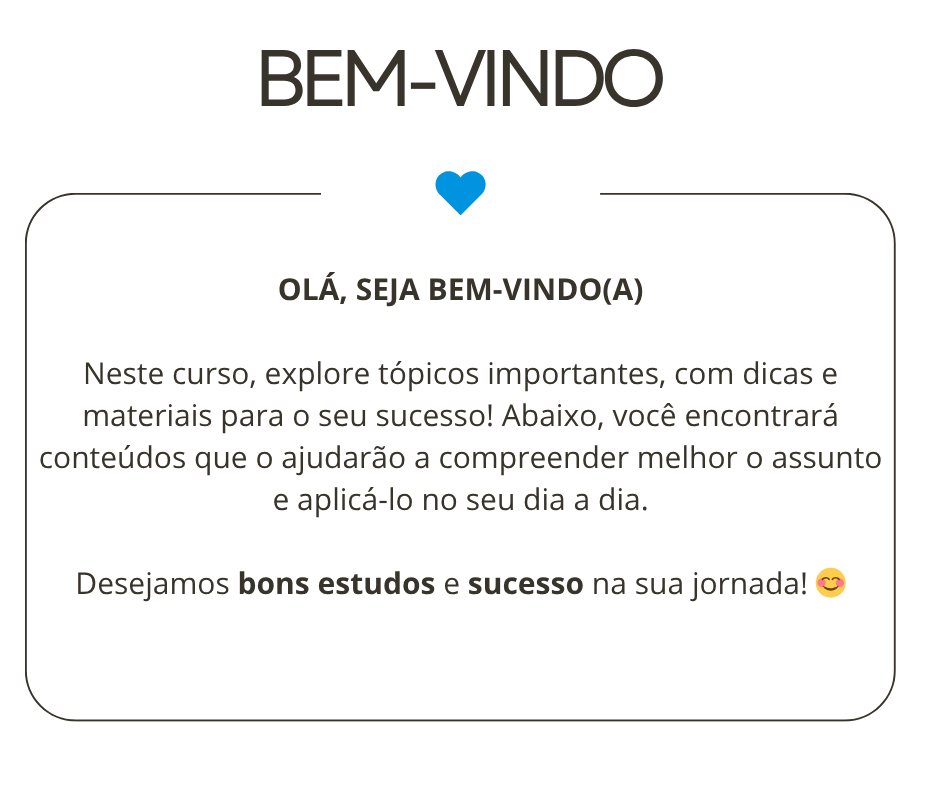 BEM-VINDO
OLÁ, SEJA BEM-VINDO(A)
Neste curso, explore tópicos importantes, com dicas e
materiais para o seu sucesso! Abaixo, você encontrará
conteúdos que o ajudarão a compreender melhor o assunto
e aplicá-lo no seu dia a dia.
Desejamos bons estudos e sucesso na sua jornada! 😊